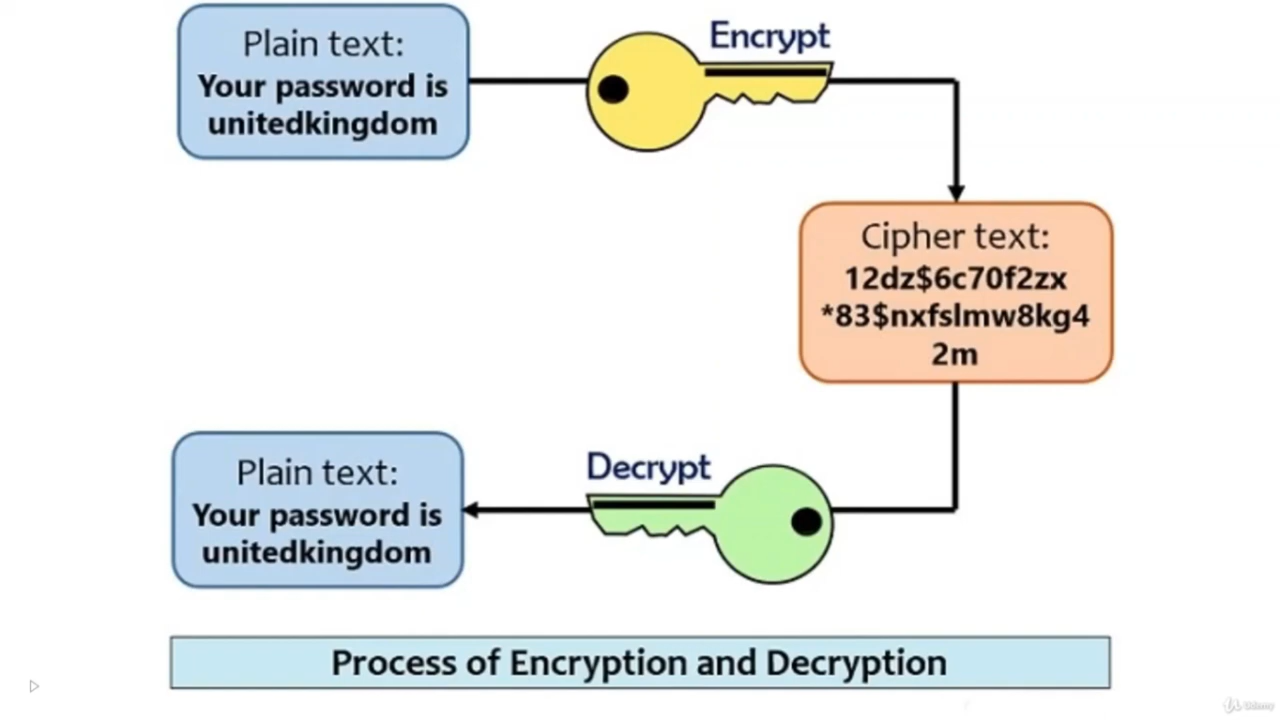 Plain text:
Your password is
unitedkingdom
Encrypt
Cipher text:
12dz$6c70f2zx
*83$nxfslmw8kg4
2m
Decrypt
Plain text:
Your password is
unitedkingdom
Process of Encryption and Decryption
Udemy